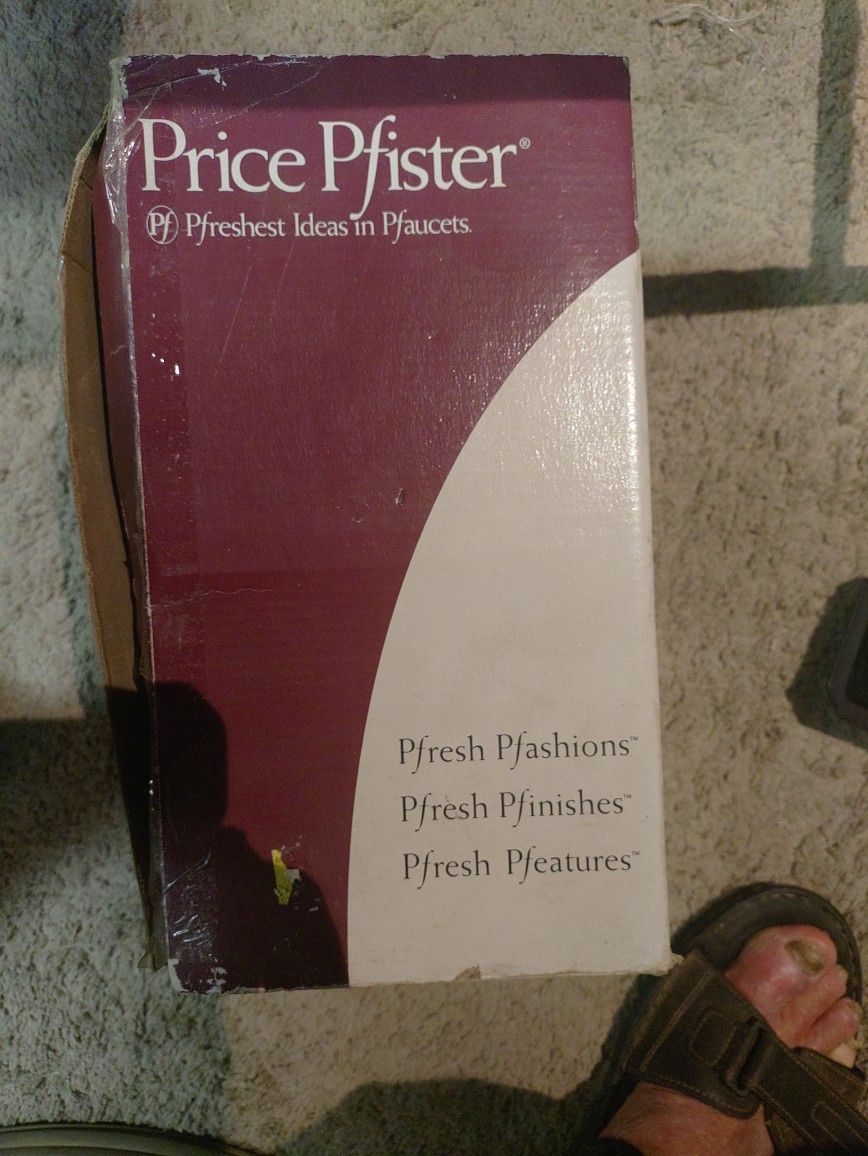 Price Pfister®
Pf Pfreshest Ideas in Pfaucets.
Pfresh Pfashions™
Pfresh Pfinishes™
Pfresh Pfeatures™